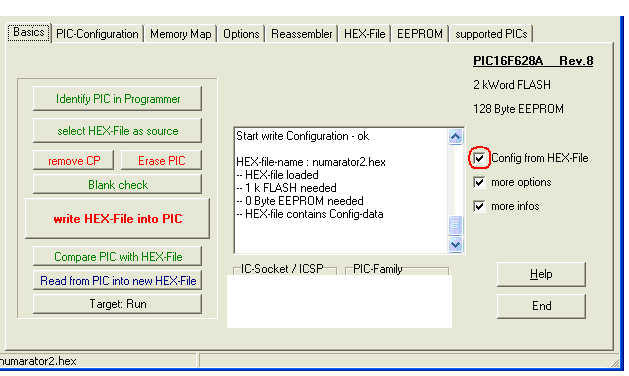 Basics PIC-Configuration Memory Map Options Reassembler HEX-File EEPROM supported PICs
PIC16F628A Rev.8
2 kWord FLASH
128 Byte EEPROM
Identify PIC in Programmer
select HEX-File as source
remove CP Erase PIC
Blank check
write HEX-File into PIC
Compare PIC with HEX-File
Read from PIC into new HEX-File
Target: Run
Start write Configuration - ok
HEX-file-name : numarator2.hex
-- HEX-file loaded
-- 1 k FLASH needed
-- 0 Byte EEPROM needed
-- HEX-file contains Config-data
Config from HEX-File
more options
more infos
IC-Socket / ICSP PIC-Family
Help
End
numarator2.hex